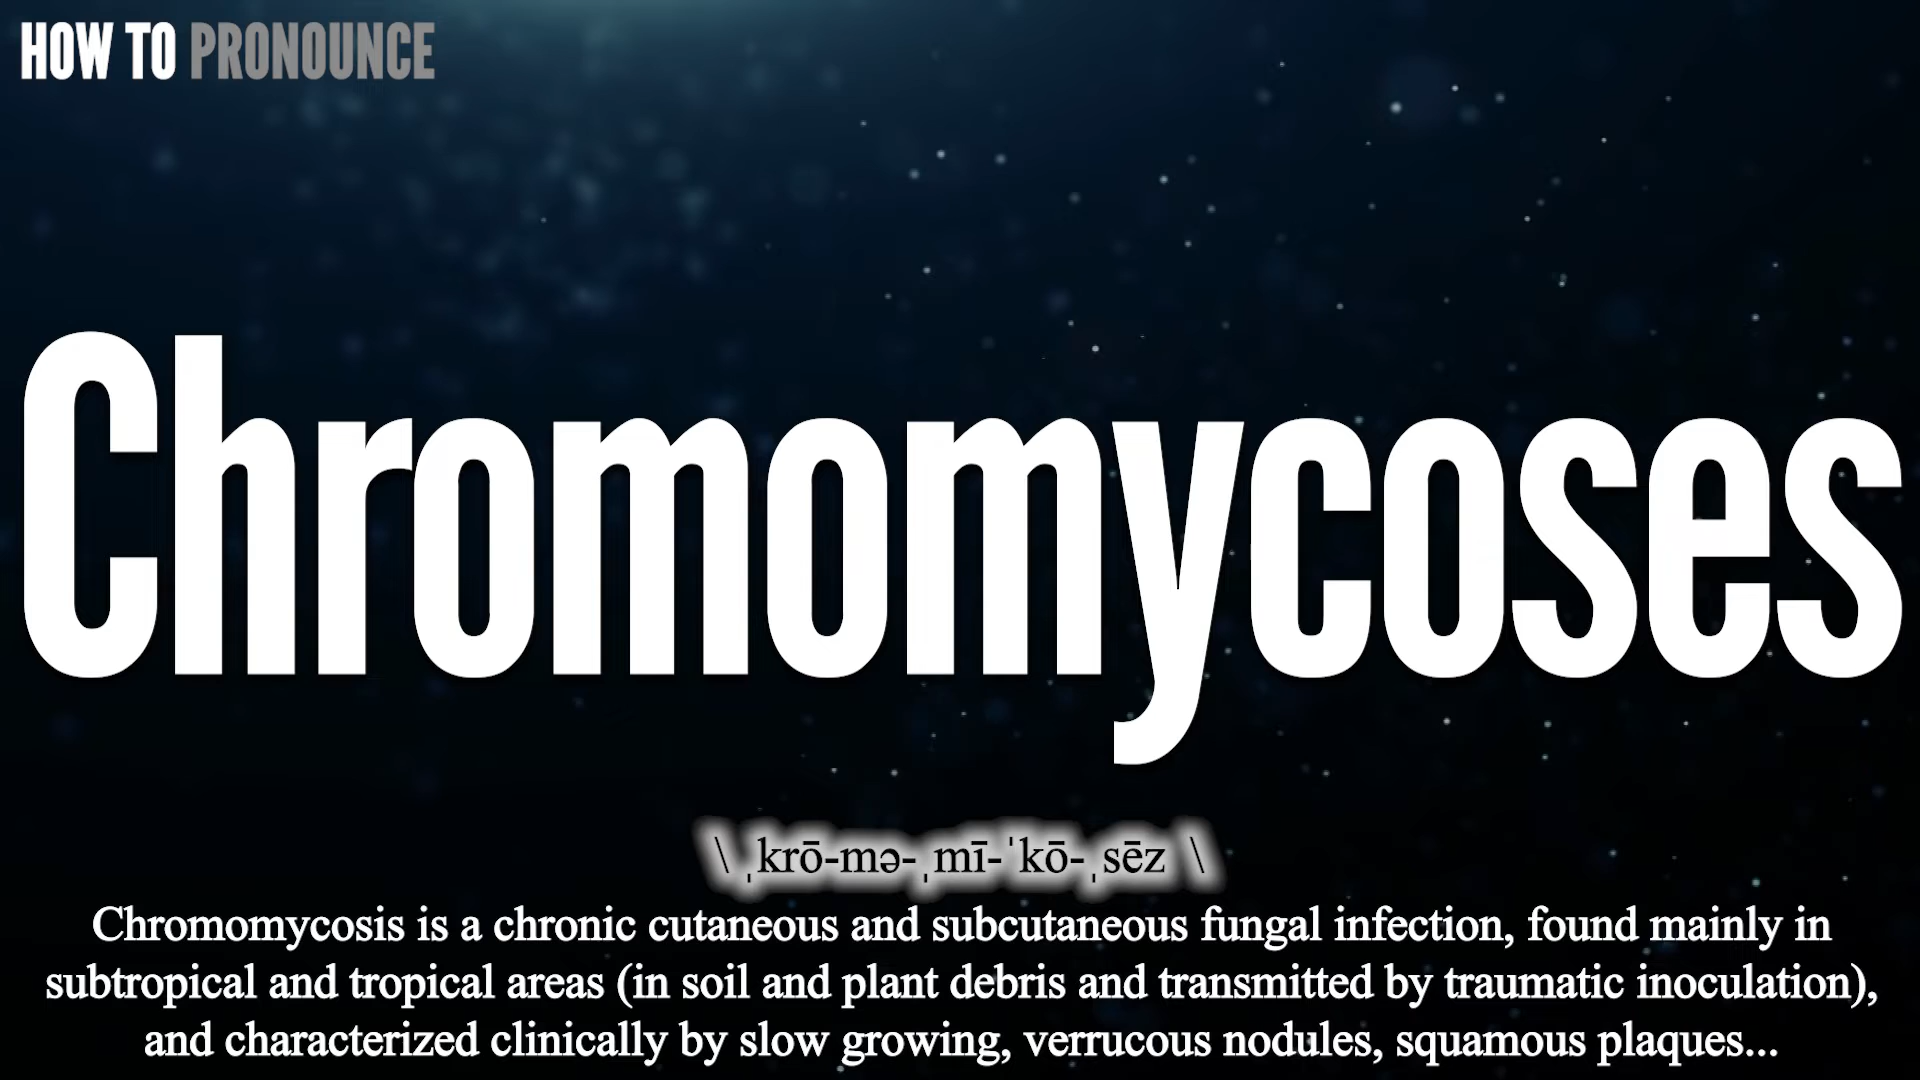 HOW TO PRONOUNCE
Chromomycoses
\ ˌkrō-mə-ˌmī-ˈkō-ˌsēz \
Chromomycosis is a chronic cutaneous and subcutaneous fungal infection, found mainly in
subtropical and tropical areas (in soil and plant debris and transmitted by traumatic inoculation),
and characterized clinically by slow growing, verrucous nodules, squamous plaques...